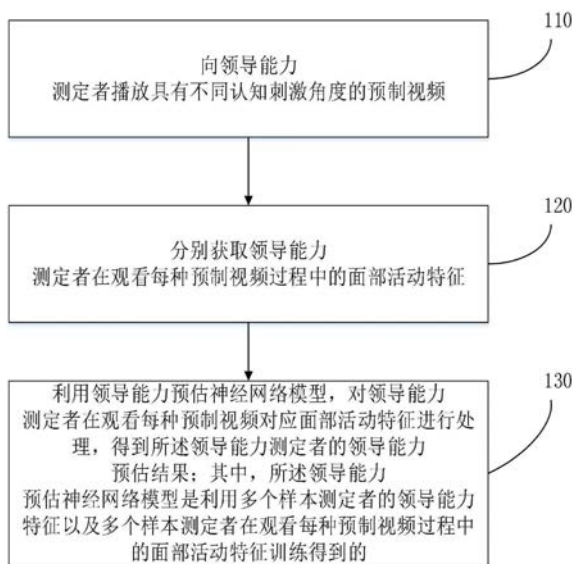 110
向领导能力
测定者播放具有不同认知刺激角度的预制视频
120
分别获取领导能力
测定者在观看每种预制视频过程中的面部活动特征
130
利用领导能力预估神经网络模型，对领导能力
测定者在观看每种预制视频对应面部活动特征进行处
理，得到所述领导能力测定者的领导能力
预估结果；其中，所述领导能力
预估神经网络模型是利用多个样本测定者的领导能力
特征以及多个样本测定者在观看每种预制视频过程中
的面部活动特征训练得到的